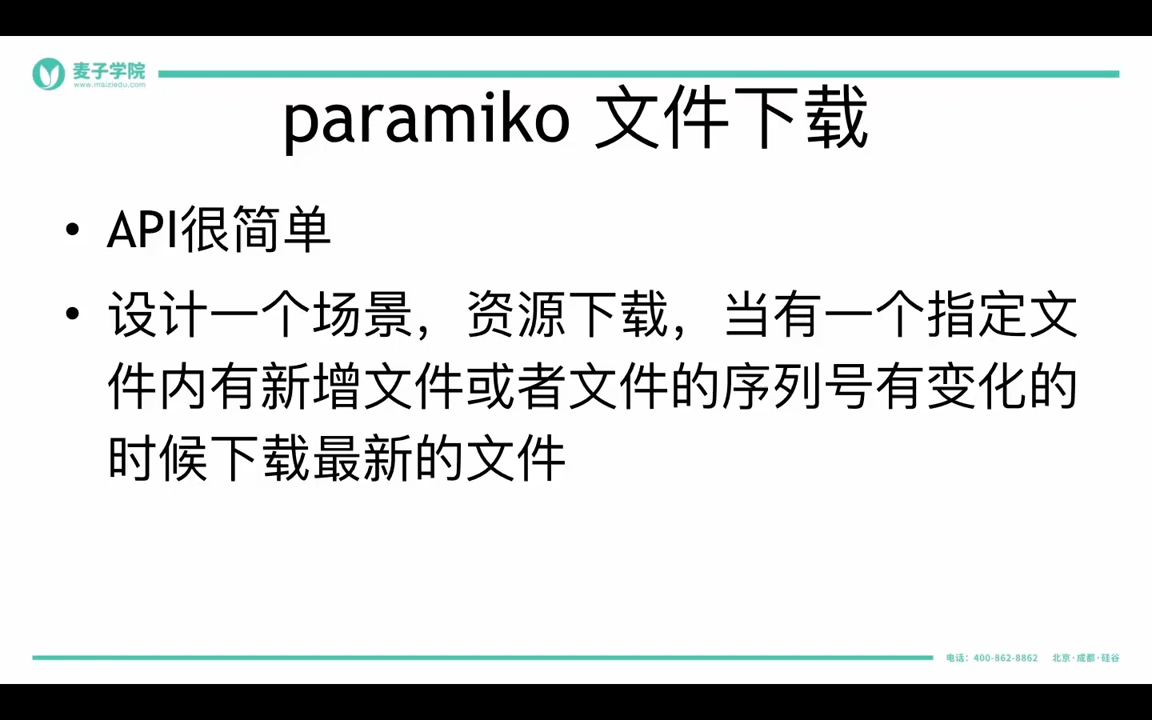 麦子学院
www.maiziedu.com
paramiko 文件下载
• API很简单
• 设计一个场景，资源下载，当有一个指定文
件内有新增文件或者文件的序列号有变化的
时候下载最新的文件
电话：400-862-8862 北京·成都·硅谷